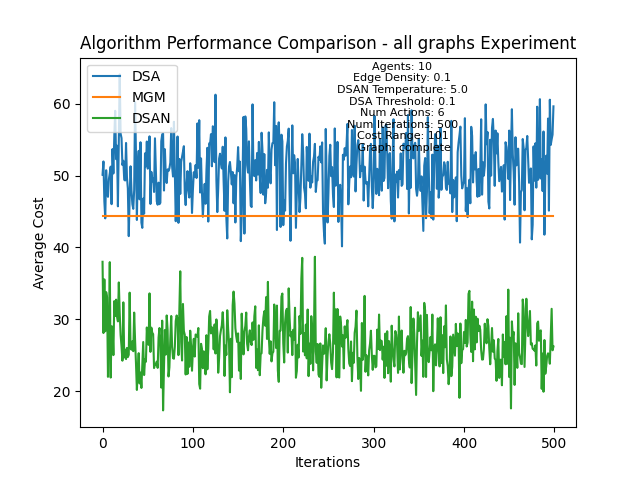 Algorithm Performance Comparison - all graphs Experiment
DSA
MGM
DSAN
Agents: 10
Edge Density: 0.1
DSAN Temperature: 5.0
DSA Threshold: 0.1
Num Actions: 6
Num Iterations: 500
Cost Range: 101
Graph: complete
Average Cost
60
50
40
30
20
0
100
200
300
400
500
Iterations